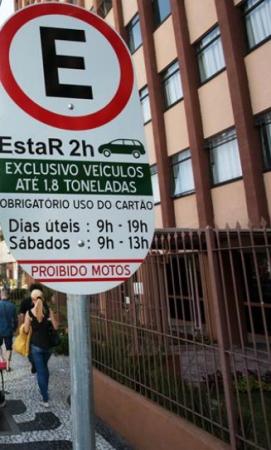 E
EstaR 2h
EXCLUSIVO VEÍCULOS
ATÉ 1.8 TONELADAS
OBRIGATÓRIO USO DO CARTÃO
Dias úteis : 9h - 19h
Sábados : 9h - 13h
PROIBIDO MOTOS